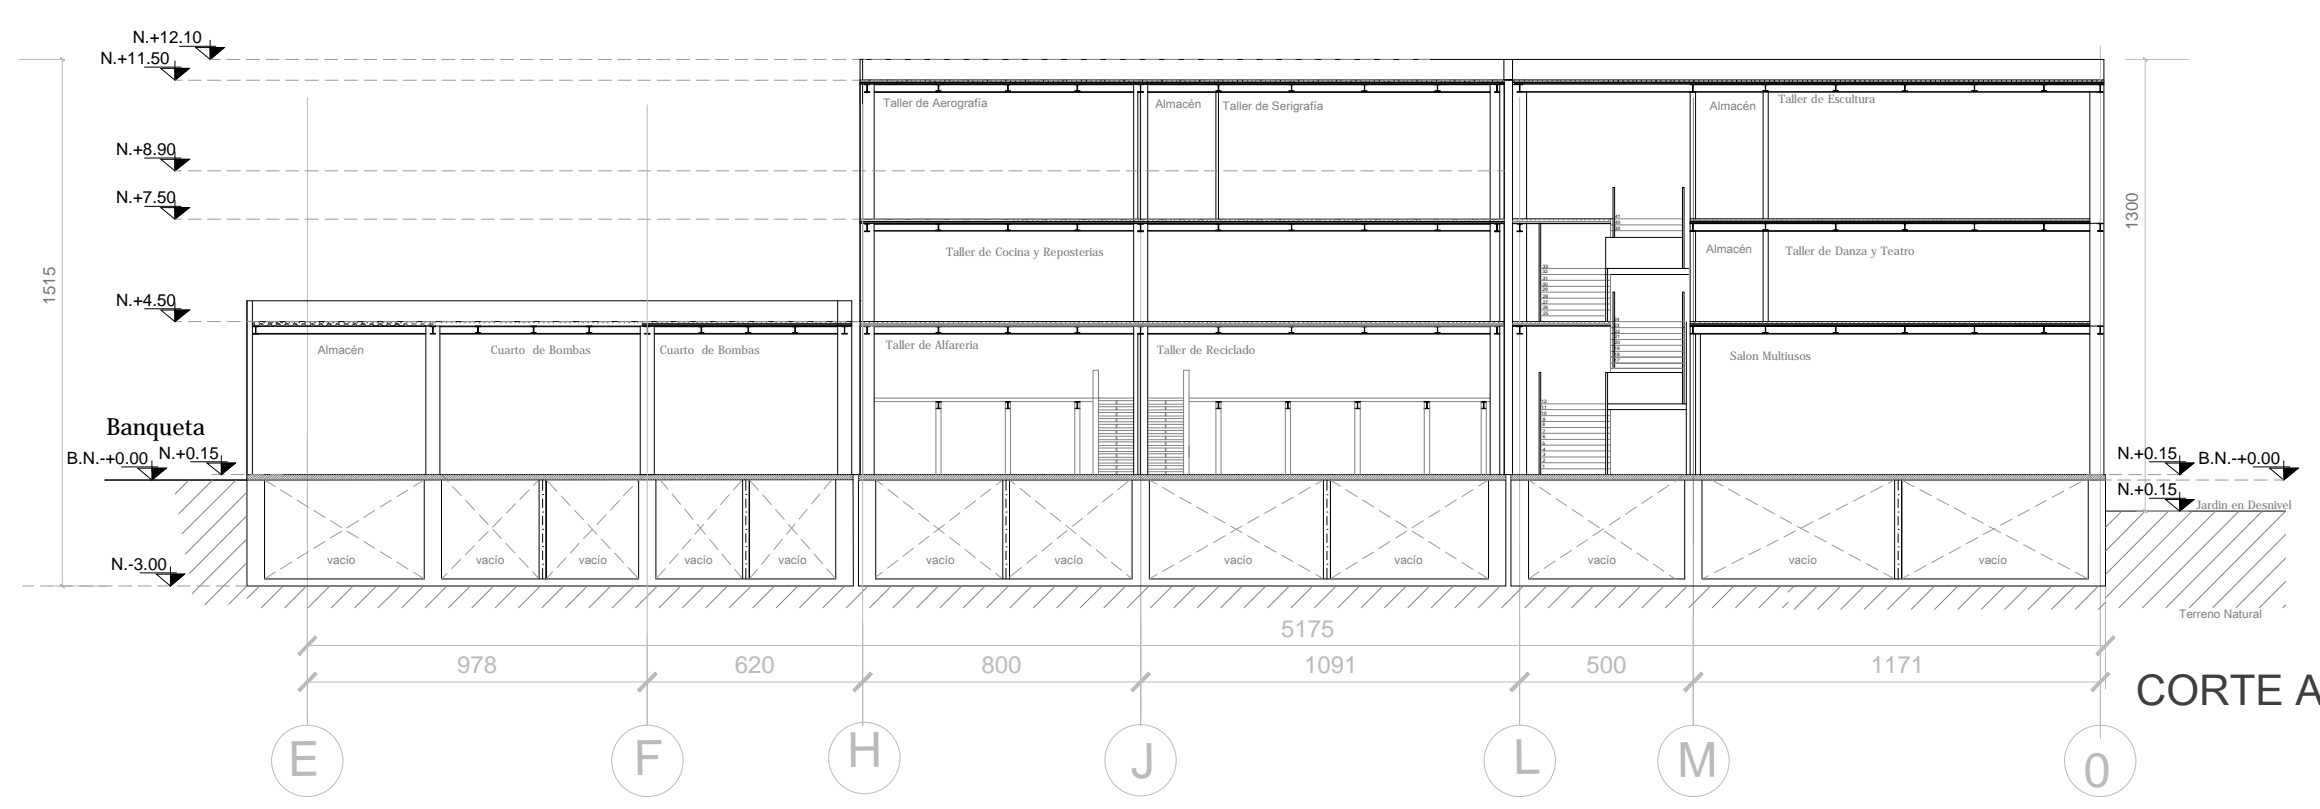 N.+12.10
N.+11.50
N.+8.90
N.+7.50
N.+4.50
1515
1300
Taller de Aerografía
Almacén
Taller de Serigrafía
Almacén
Taller de Escultura
Taller de Cocina y Reposterias
Almacén
Taller de Danza y Teatro
Almacén
Cuarto de Bombas
Cuarto de Bombas
Taller de Alfareria
Taller de Reciclado
Salon Multiusos
Banqueta
B.N.-+0.00
N.+0.15
N.+0.15
B.N.-+0.00
N.+0.15
Jardin en Desnivel
N.-3.00
vacío
vacío
vacío
vacío
vacío
vacío
vacío
vacío
vacío
vacío
vacío
vacío
Terreno Natural
5175
978
620
800
1091
500
1171
CORTE A
E
F
H
J
L
M
0